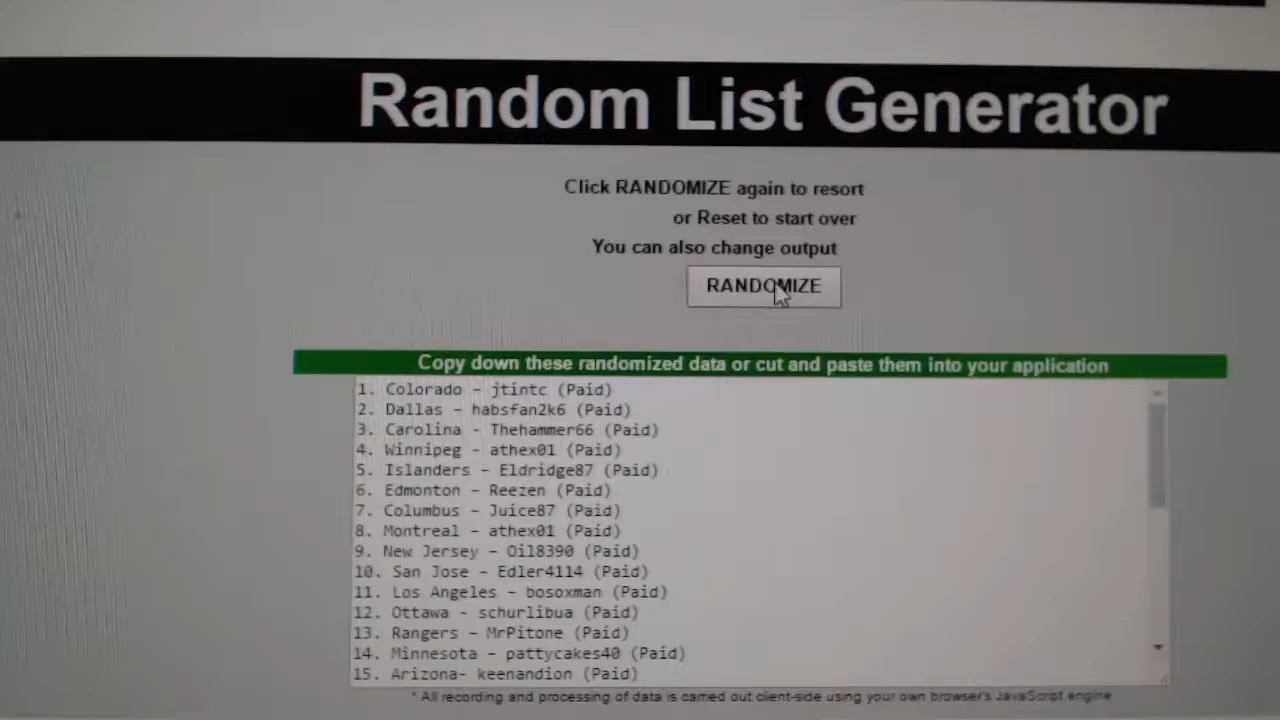 Random List Generator
Click RANDOMIZE again to resort
or Reset to start over
You can also change output
RANDOMIZE
Copy down these randomized data or cut and paste them into your application
1. Colorado - jtintc (Paid)
2. Dallas - habsfan2k6 (Paid)
3. Carolina - Thehammer66 (Paid)
4. Winnipeg - athex01 (Paid)
5. Islanders - Eldridge87 (Paid)
6. Edmonton - Reezen (Paid)
7. Columbus - Juice87 (Paid)
8. Montreal - athex01 (Paid)
9. New Jersey - Oil8390 (Paid)
10. San Jose - Edler4114 (Paid)
11. Los Angeles - bosoxman (Paid)
12. Ottawa - schurlibua (Paid)
13. Rangers - MrPitone (Paid)
14. Minnesota - pattycakes40 (Paid)
15. Arizona- keenandion (Paid)
* All recording and processing of data is carried out client-side using your own browser's JavaScript engine